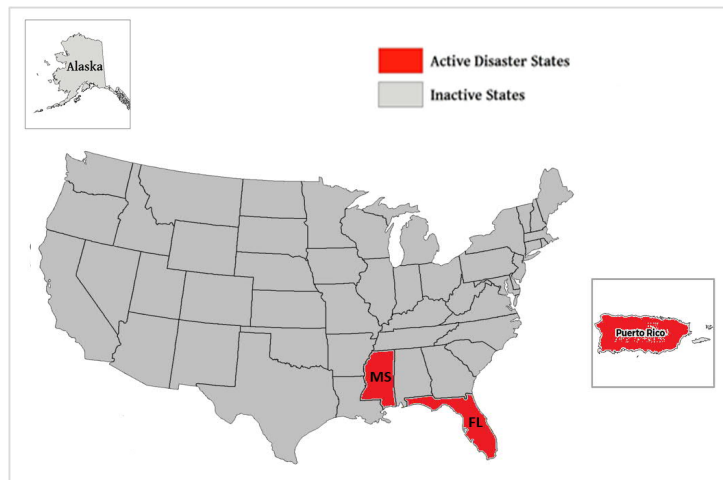 Alaska
Active Disaster States
Inactive States
Puerto Rico
MS
FL